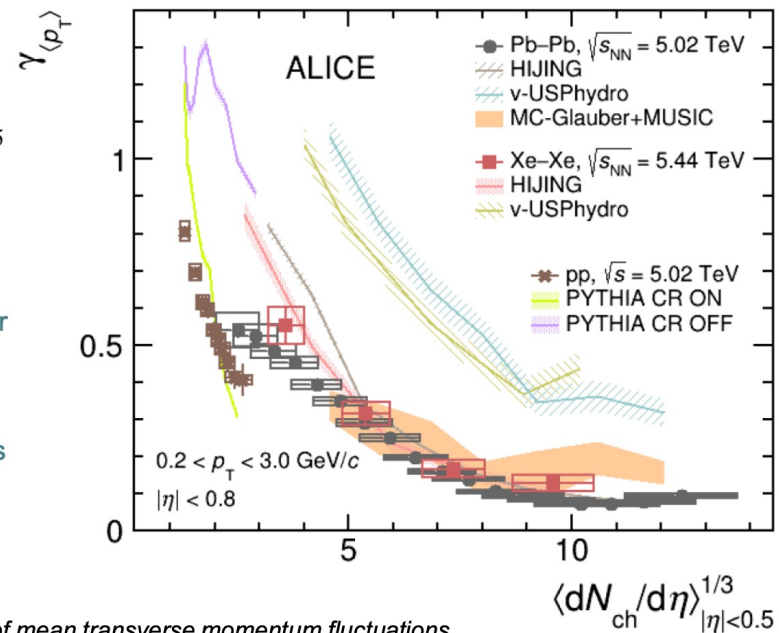 γ⟨pT⟩
ALICE
Pb–Pb, √sNN = 5.02 TeV
HIJING
v-USPhydro
MC-Glauber+MUSIC
Xe–Xe, √sNN = 5.44 TeV
HIJING
v-USPhydro
pp, √s = 5.02 TeV
PYTHIA CR ON
PYTHIA CR OFF
1
0.5
0
0.2 < pT < 3.0 GeV/c
|η| < 0.8
5
10
⟨dNch/dη⟩1/3|η|<0.5
5
r
s
of mean transverse momentum fluctuations